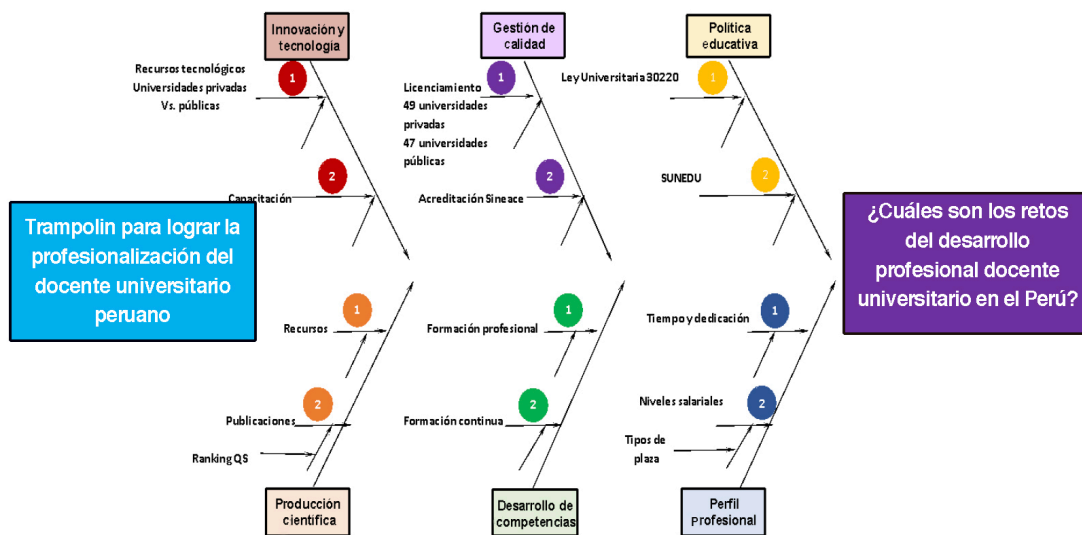 Innovación y
tecnología
Gestión de
calidad
Política
educativa
Recursos tecnológicos
Universidades privadas
Vs. públicas
1
Licenciamiento
49 universidades
privadas
47 universidades
públicas
1
Ley Universitaria 30220
1
Capacitación
2
Acreditación Sineace
2
SUNEDU
2
Trampolin para lograr la
profesionalización del
docente universitario
peruano
¿Cuáles son los retos
del desarrollo
profesional docente
universitario en el Perú?
Recursos
1
Formación profesional
1
Tiempo y dedicación
1
Publicaciones
2
Ranking QS
Formación continua
2
Niveles salariales
2
Tipos de
plaza
Producción
científica
Desarrollo de
competencias
Perfil
Profesional